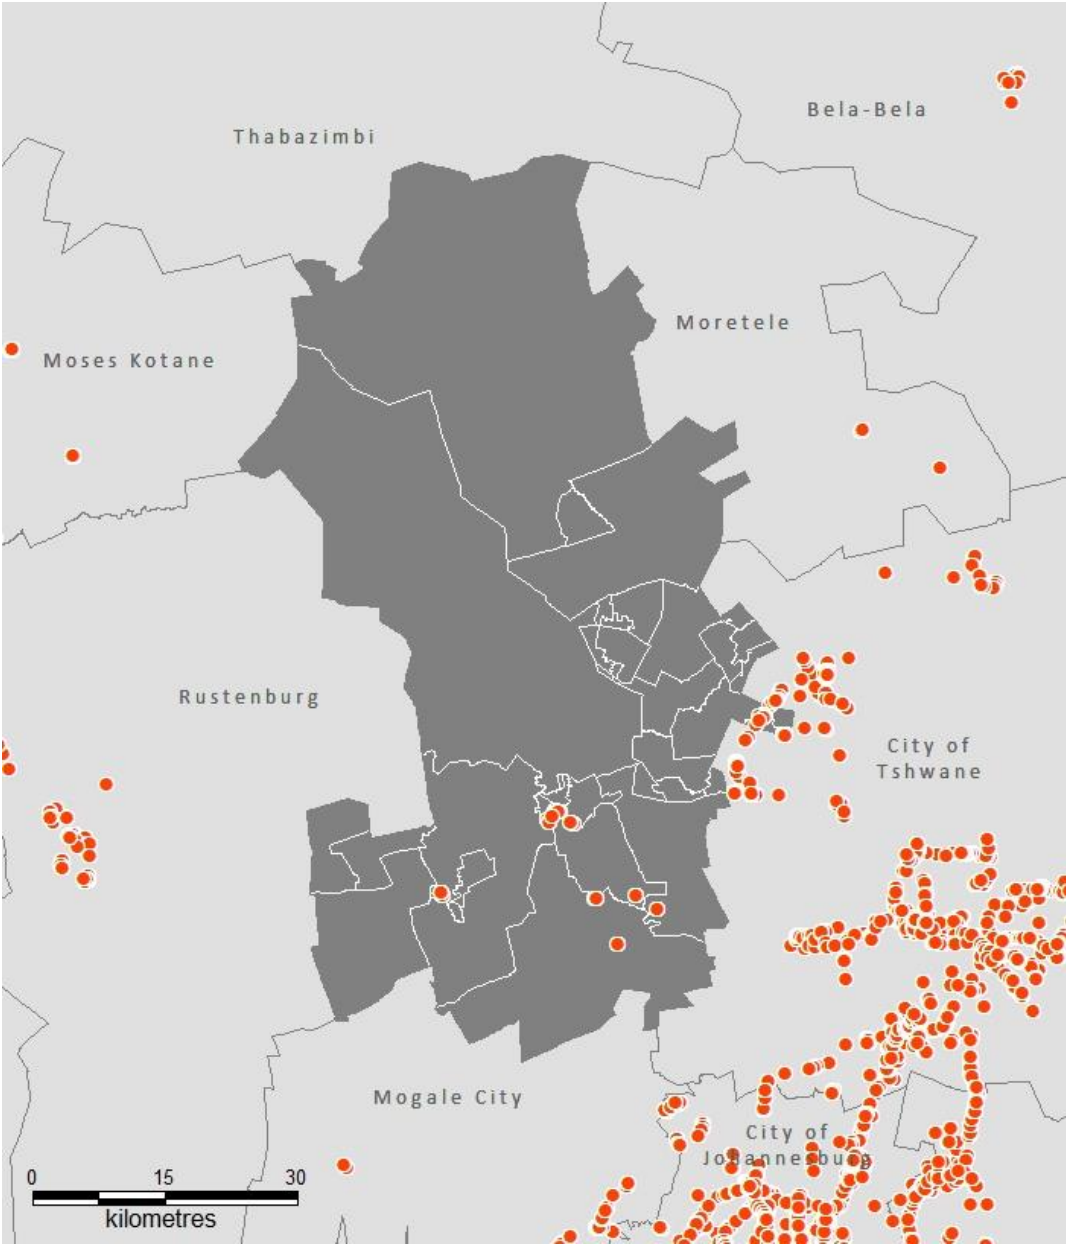 Bela-Bela
Thabazimbi
Moretele
Moses Kotane
Rustenburg
City of
Tshwane
Mogale City
City of
Johannesburg
0 15 30
kilometres